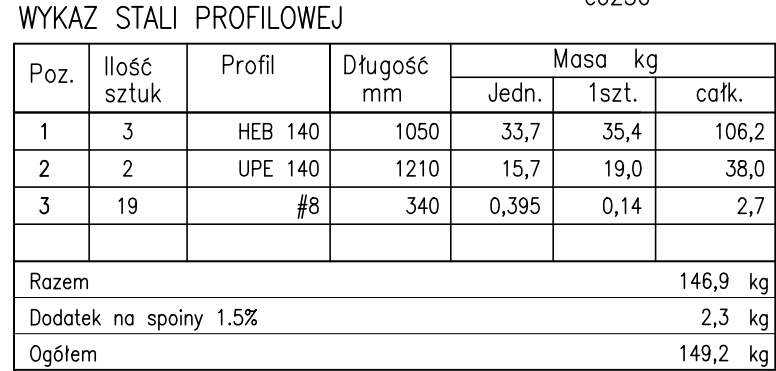 WYKAZ STALI PROFILOWEJ
Poz. Ilość sztuk Profil Długość mm Masa kg
Jedn. 1szt. całk.
1 3 HEB 140 1050 33,7 35,4 106,2
2 2 UPE 140 1210 15,7 19,0 38,0
3 19 #8 340 0,395 0,14 2,7
Razem 146,9 kg
Dodatek na spoiny 1.5% 2,3 kg
Ogółem 149,2 kg